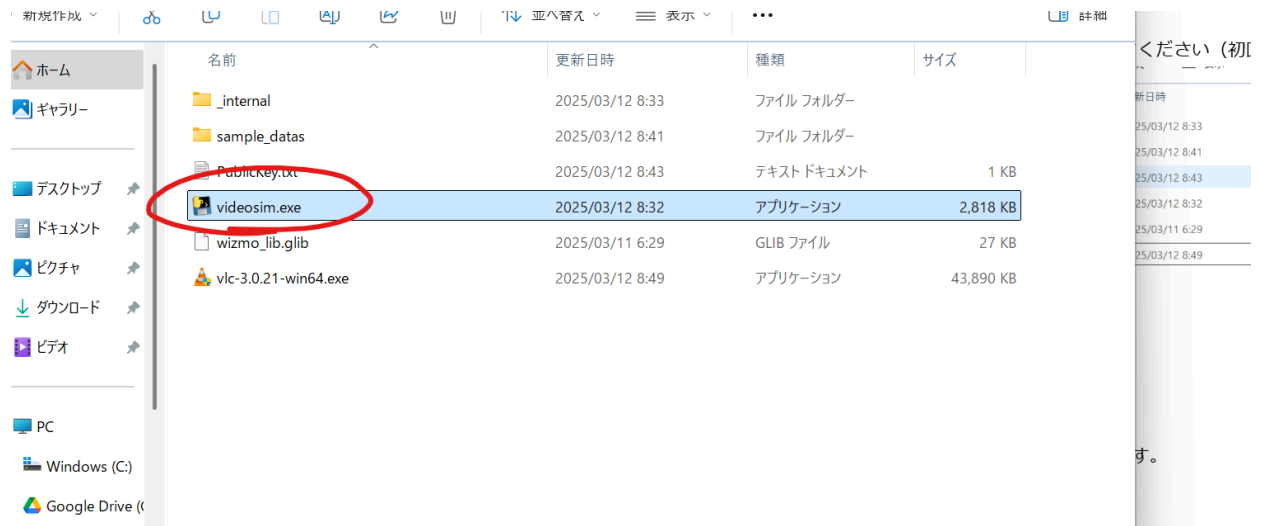 新規作成
並べ替え
表示
詳細
名前
更新日時
種類
サイズ
ホーム
ギャラリー
デスクトップ
ドキュメント
ピクチャ
ダウンロード
ビデオ
PC
Windows (C:)
Google Drive (
_internal 2025/03/12 8:33 ファイル フォルダー
sample_datas 2025/03/12 8:41 ファイル フォルダー
PublicKey.txt 2025/03/12 8:43 テキスト ドキュメント 1 KB
videosim.exe 2025/03/12 8:32 アプリケーション 2,818 KB
wizmo_lib.glib 2025/03/11 6:29 GLIB ファイル 27 KB
vlc-3.0.21-win64.exe 2025/03/12 8:49 アプリケーション 43,890 KB
ください（初
新日時
25/03/12 8:33
25/03/12 8:41
25/03/12 8:43
25/03/12 8:32
25/03/11 6:29
25/03/12 8:49
す。